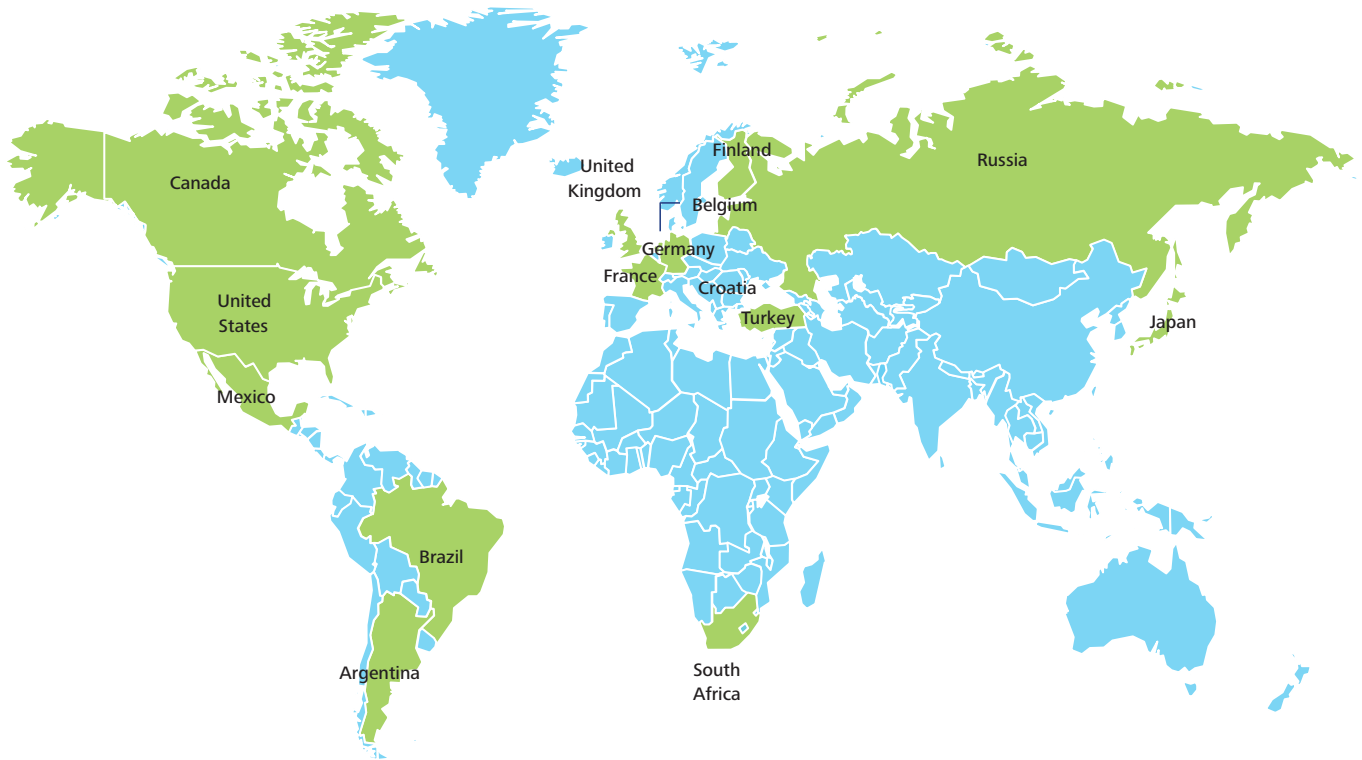 Finland
Russia
United
Kingdom
Canada
Belgium
Germany
France
Croatia
United
States
Turkey
Japan
Mexico
Brazil
Argentina
South
Africa